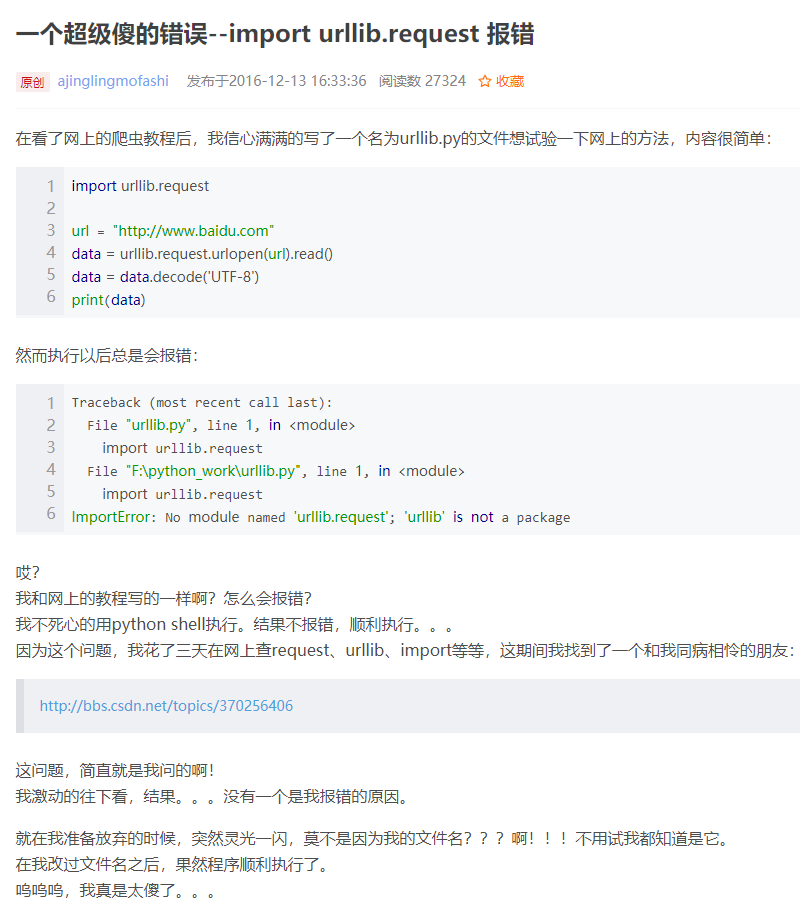 一个超级傻的错误--import urllib.request 报错
原创 ajinglingmofashi 发布于2016-12-13 16:33:36 阅读数 27324 收藏
在看了网上的爬虫教程后，我信心满满的写了一个名为urllib.py的文件想试验一下网上的方法，内容很简单：
1 import urllib.request
2
3 url = "http://www.baidu.com"
4 data = urllib.request.urlopen(url).read()
5 data = data.decode('UTF-8')
6 print(data)
然而执行以后总是会报错：
1 Traceback (most recent call last):
2 File "urllib.py", line 1, in <module>
3 import urllib.request
4 File "F:\python_work\urllib.py", line 1, in <module>
5 import urllib.request
6 ImportError: No module named 'urllib.request'; 'urllib' is not a package
哎？
我和网上的教程写的一样啊？怎么会报错？
我不死心的用python shell执行。结果不报错，顺利执行。。。
因为这个问题，我花了三天在网上查request、urllib、import等等，这期间我找到了一个和我同病相怜的朋友：
http://bbs.csdn.net/topics/370256406
这问题，简直就是我问的啊！
我激动的往下看，结果。。。没有一个是我报错的原因。
就在我准备放弃的时候，突然灵光一闪，莫不是因为我的文件名？？？啊！！！不用试我都知道是它。
在我改过文件名之后，果然程序顺利执行了。
呜呜呜，我真是太傻了。。。